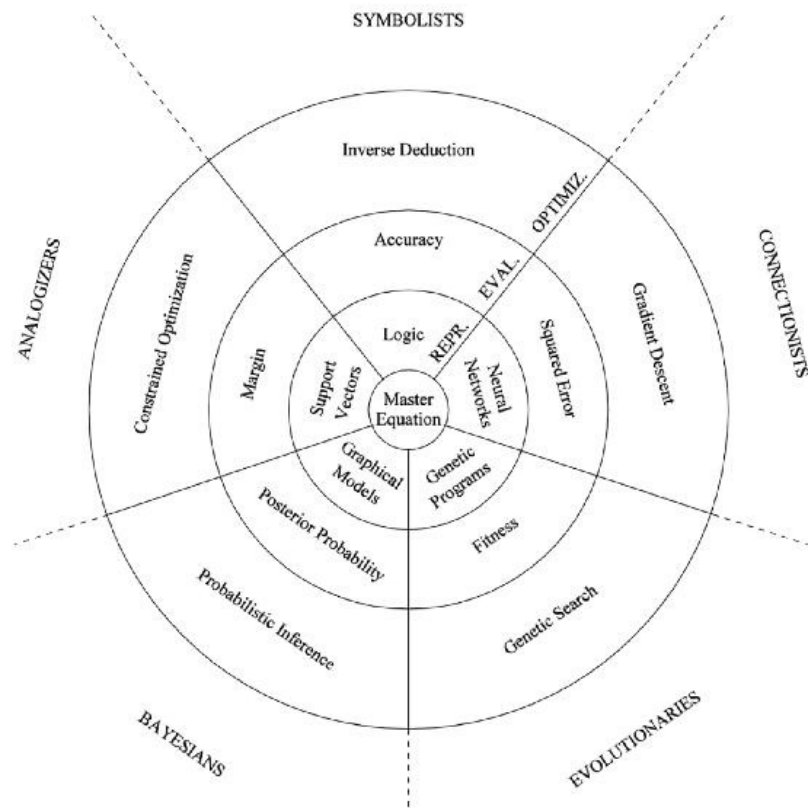 SYMBOLISTS
Inverse Deduction
OPTIMIZ.
Accuracy
EVAL.
Logic
REPR.
ANALOGIZERS
Constrained Optimization
Margin
Support
Vectors
Master
Equation
Neural
Networks
Squared Error
Gradient Descent
CONNECTIONISTS
Graphical
Models
Genetic
Programs
Posterior Probability
Fitness
Probabilistic Inference
Genetic Search
BAYESIANS
EVOLUTIONARIES